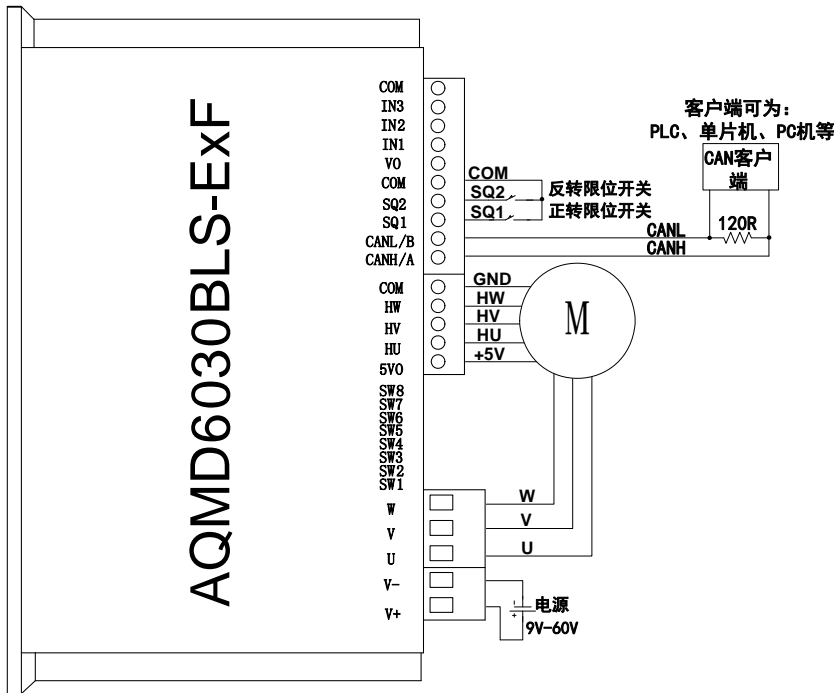 AQMD6030BLS-ExF
COM
IN3
IN2
IN1
VO
COM
SQ2
SQ1
CANL/B
CANH/A
COM
HW
HV
HU
5VO
SW8
SW7
SW6
SW5
SW4
SW3
SW2
SW1
W
V
U
V-
V+
COM
SQ2 反转限位开关
SQ1 正转限位开关
CANL
CANH
客户端可为：
PLC、单片机、PC机等
CAN客户
端
120R
GND
HW
HV
HU
+5V
M
W
V
U
电源
9V-60V